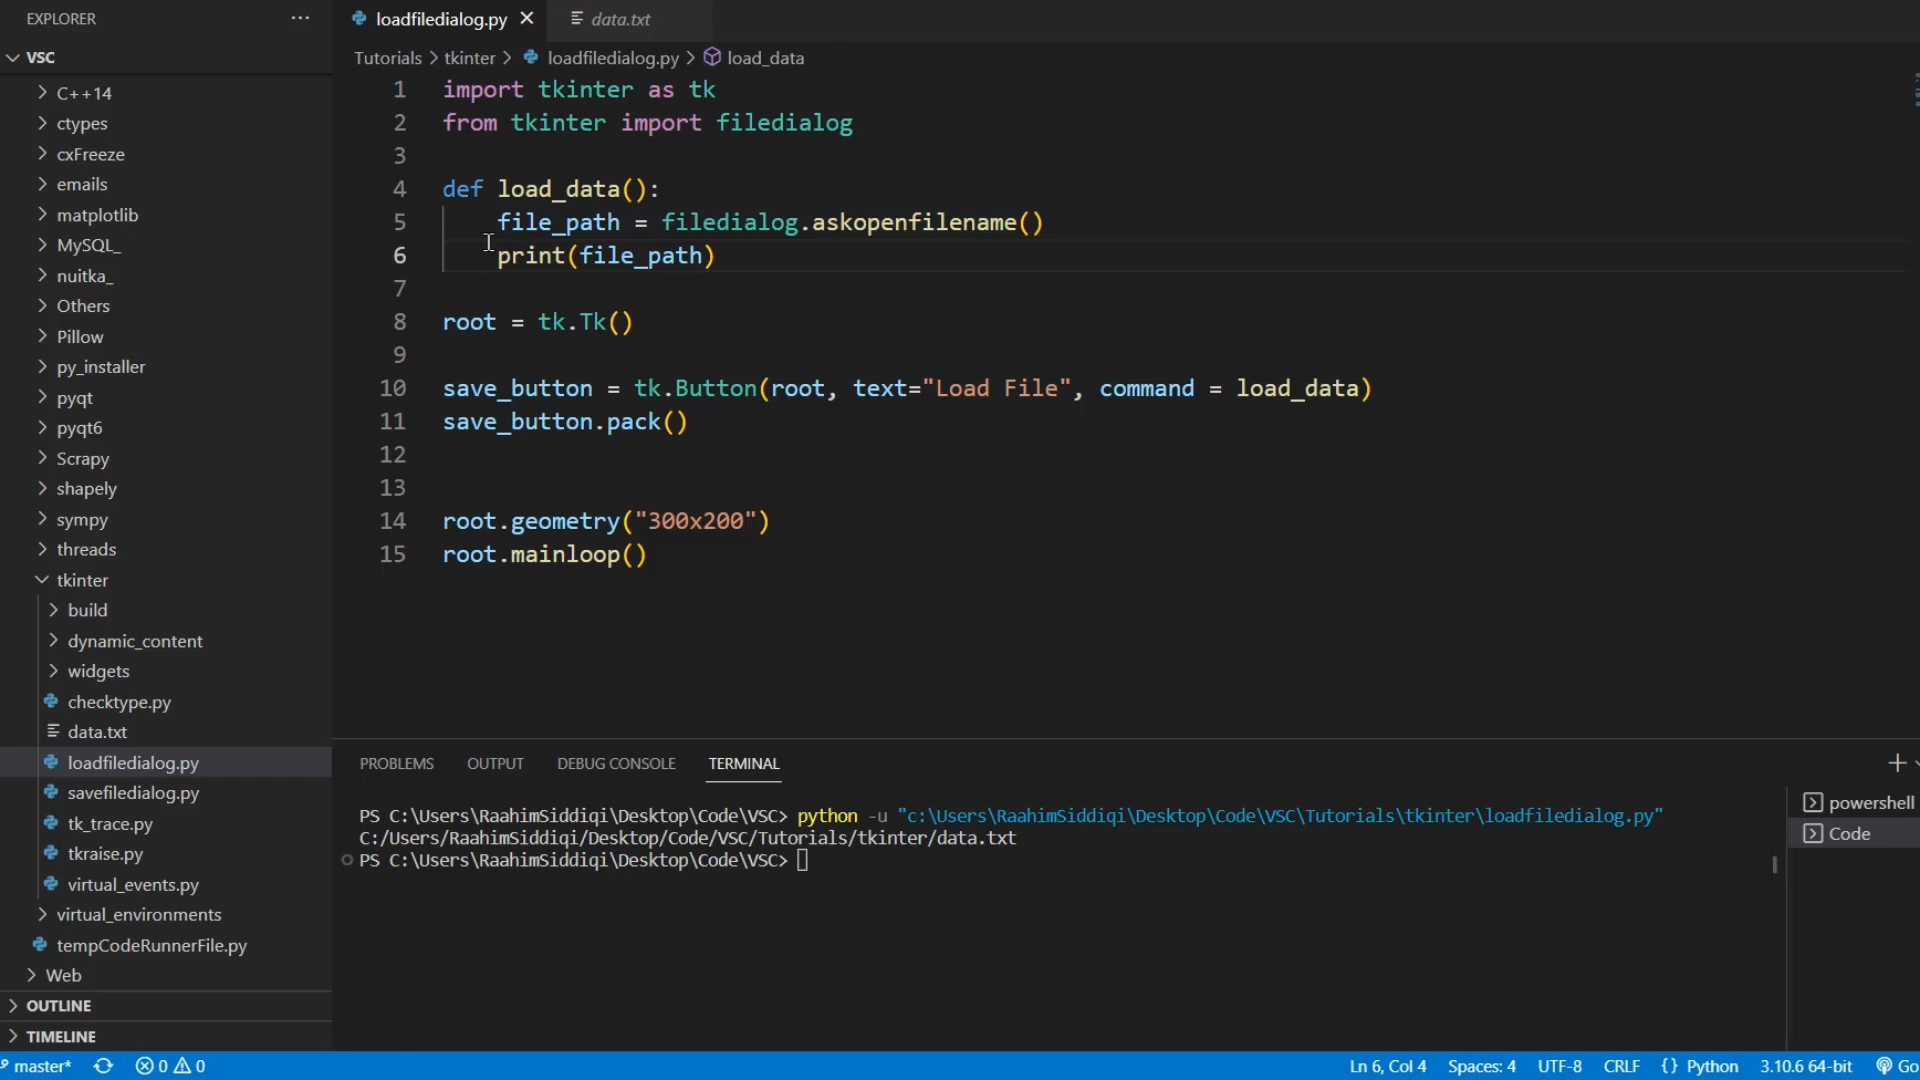 EXPLORER
VSC
C++14
ctypes
cxFreeze
emails
matplotlib
MySQL_
nuitka_
Others
Pillow
py_installer
pyqt
pyqt6
Scrapy
shapely
sympy
threads
tkinter
build
dynamic_content
widgets
checktype.py
data.txt
loadfiledialog.py
savefiledialog.py
tk_trace.py
tkraise.py
virtual_events.py
virtual_environments
tempCodeRunnerFile.py
Web
OUTLINE
TIMELINE
loadfiledialog.py data.txt
Tutorials > tkinter > loadfiledialog.py > load_data
1 import tkinter as tk
2 from tkinter import filedialog
3
4 def load_data():
5 file_path = filedialog.askopenfilename()
6 print(file_path)
7
8 root = tk.Tk()
9
10 save_button = tk.Button(root, text="Load File", command = load_data)
11 save_button.pack()
12
13
14 root.geometry("300x200")
15 root.mainloop()
PROBLEMS OUTPUT DEBUG CONSOLE TERMINAL
PS C:\Users\RaahimSiddiqi\Desktop\Code\VSC> python -u "c:\Users\RaahimSiddiqi\Desktop\Code\VSC\Tutorials\tkinter\loadfiledialog.py"
C:/Users/RaahimSiddiqi/Desktop/Code/VSC/Tutorials/tkinter/data.txt
PS C:\Users\RaahimSiddiqi\Desktop\Code\VSC>
powershell
Code
master* 0 0 Ln 6, Col 4 Spaces: 4 UTF-8 CRLF {} Python 3.10.6 64-bit Go